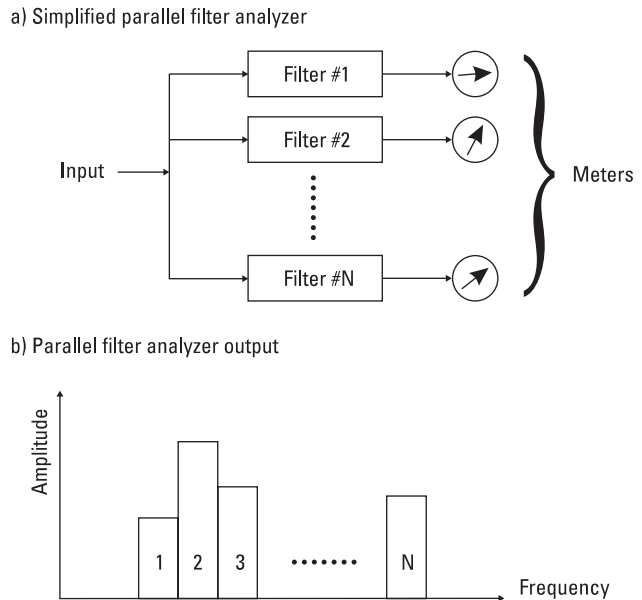 a) Simplified parallel filter analyzer
Filter #1
Filter #2
Input
Meters
Filter #N
b) Parallel filter analyzer output
Amplitude
1 2 3 N
Frequency